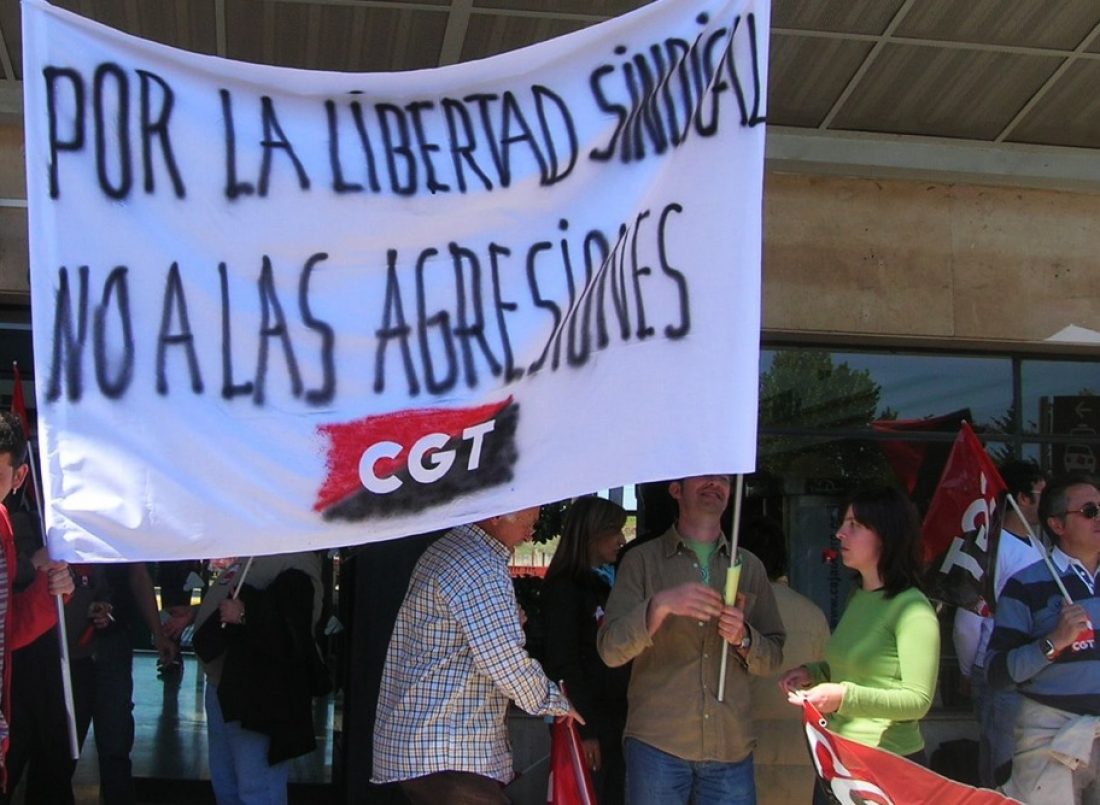 POR LA LIBERTAD SINDICAL
NO A LAS AGRESIONES
CGT
CGT
CGT